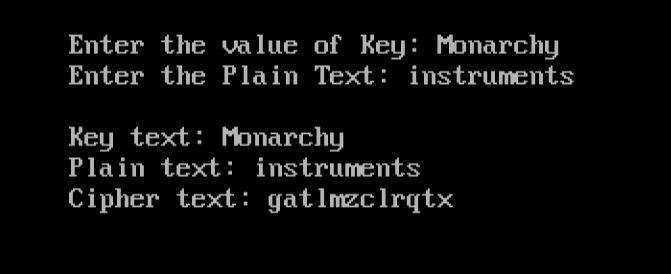 Enter the value of Key: Monarchy
Enter the Plain Text: instruments
Key text: Monarchy
Plain text: instruments
Cipher text: gatlmzclrqtx